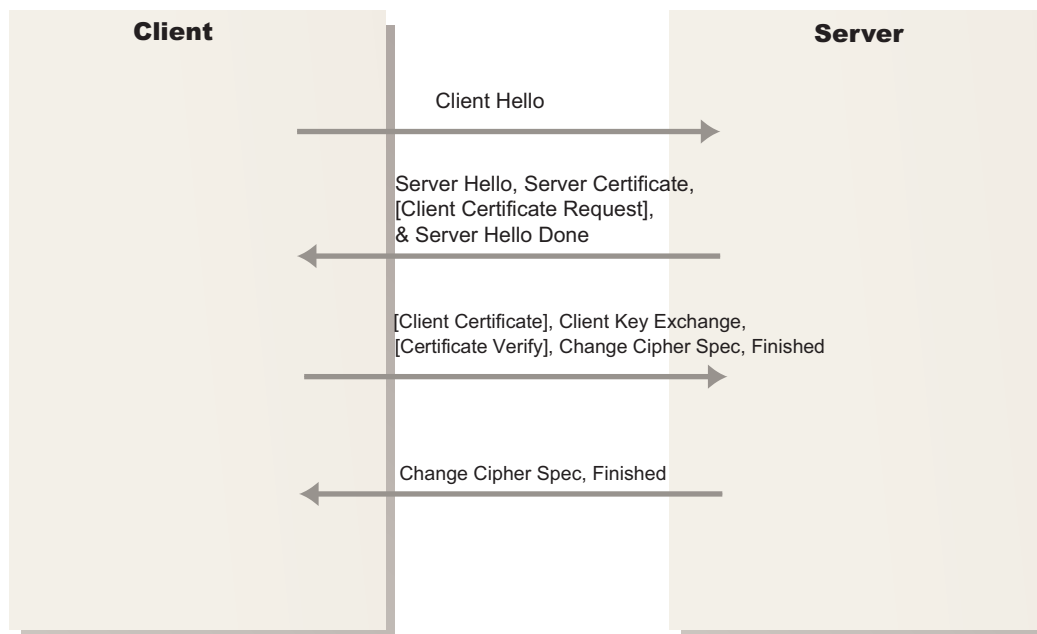 Client
Server
Client Hello
Server Hello, Server Certificate,
[Client Certificate Request],
& Server Hello Done
[Client Certificate], Client Key Exchange,
[Certificate Verify], Change Cipher Spec, Finished
Change Cipher Spec, Finished